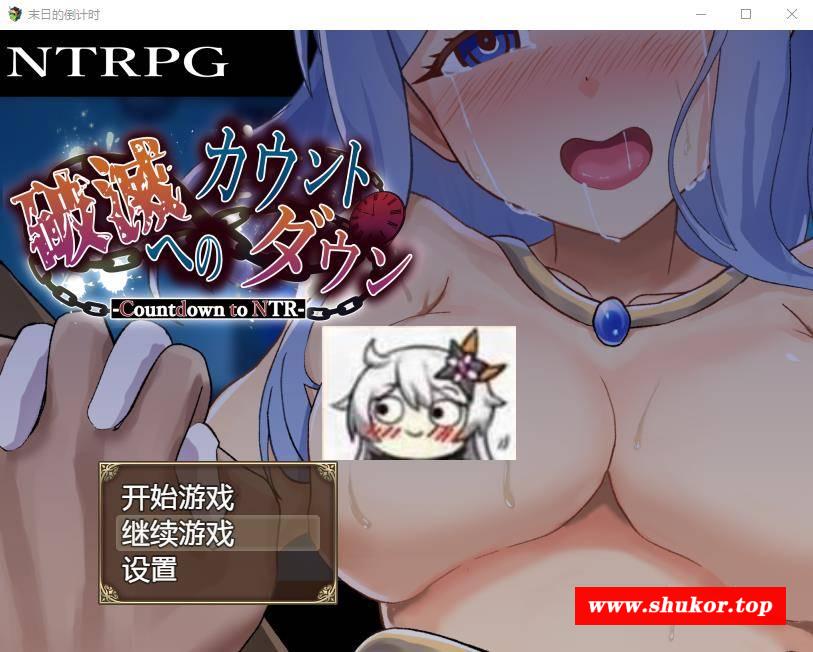 末日的倒计时
NTRPG
破滅
への
カウント
ダウン
-Countdown to NTR-
开始游戏
继续游戏
设置
www.shukor.top